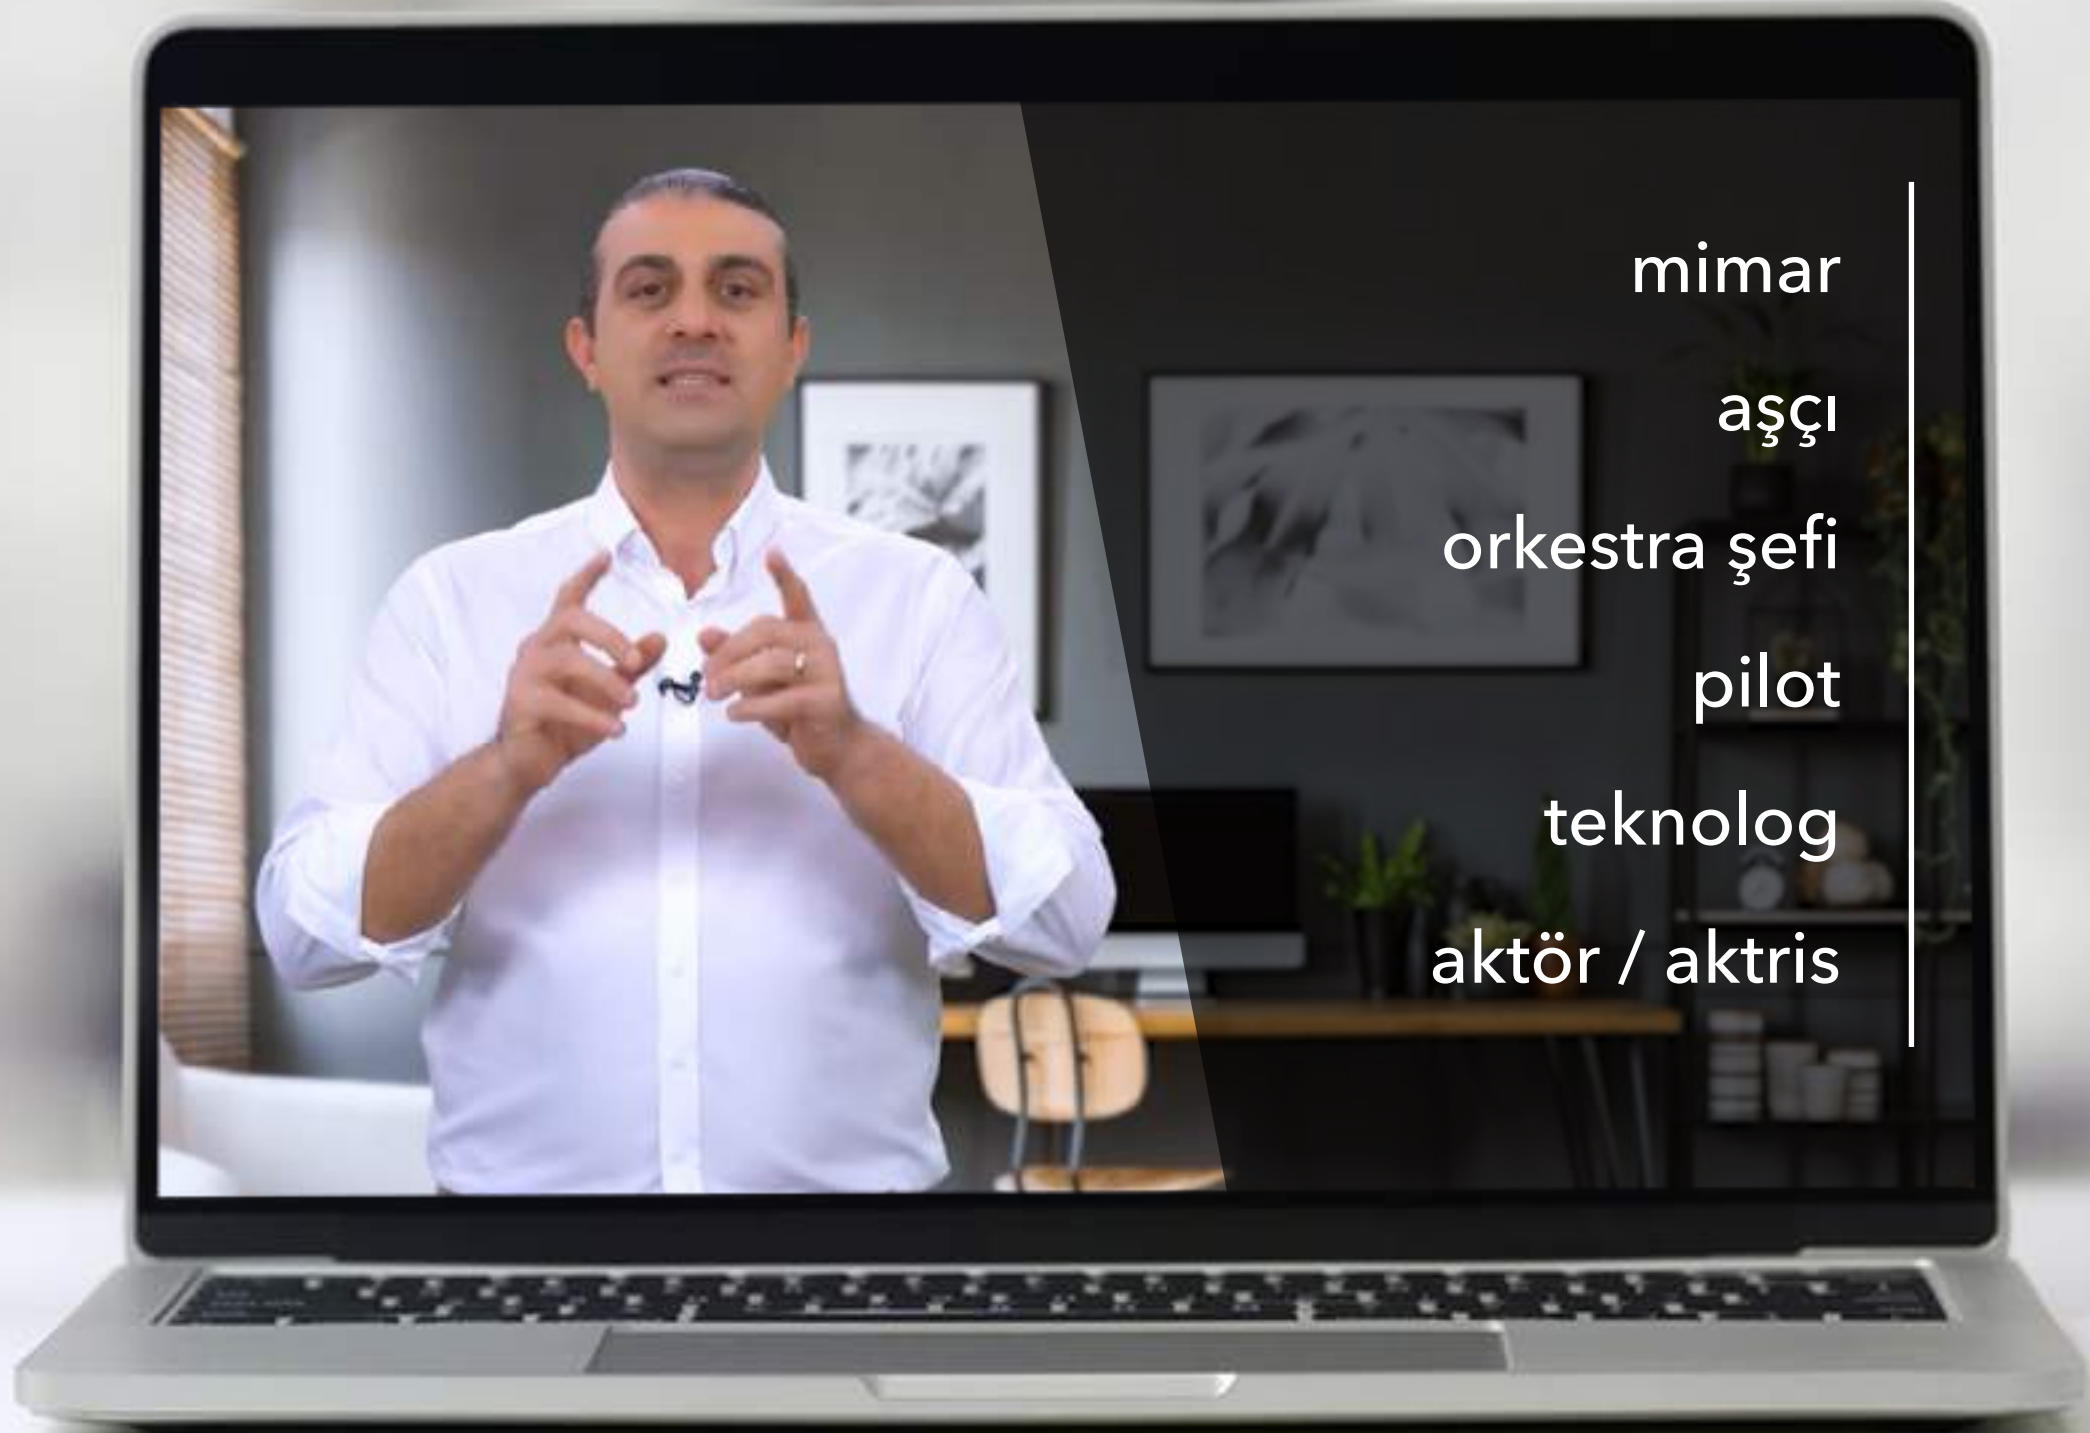 mimar
aşçı
orkestra şefi
pilot
teknolog
aktör / aktris